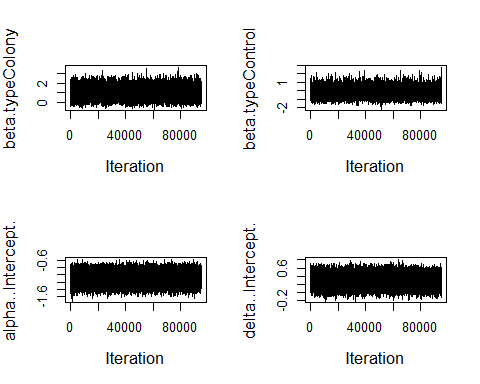 beta.typeColony
2
0
0
40000
80000
Iteration
beta.typeControl
1
-2
0
40000
80000
Iteration
alpha..Intercept.
-0.6
-1.6
0
40000
80000
Iteration
delta..Intercept.
0.6
-0.2
0
40000
80000
Iteration